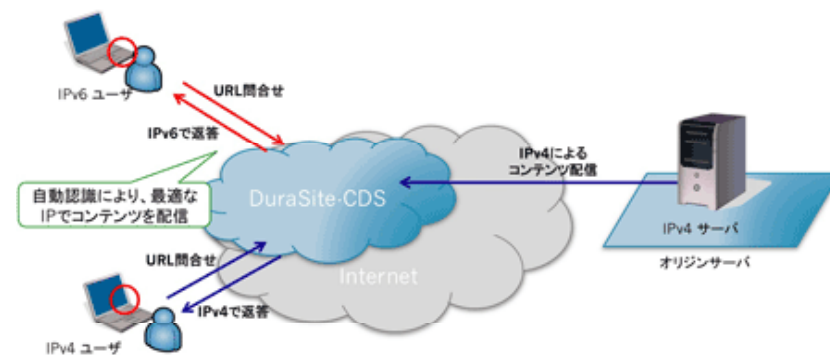 IPv6 ユーザ
URL問合せ
IPv6で返答
自動認識により、最適な
IPでコンテンツを配信
DuraSite-CDS
IPv4による
コンテンツ配信
IPv4 サーバ
オリジンサーバ
URL問合せ
Internet
IPv4で返答
IPv4 ユーザ